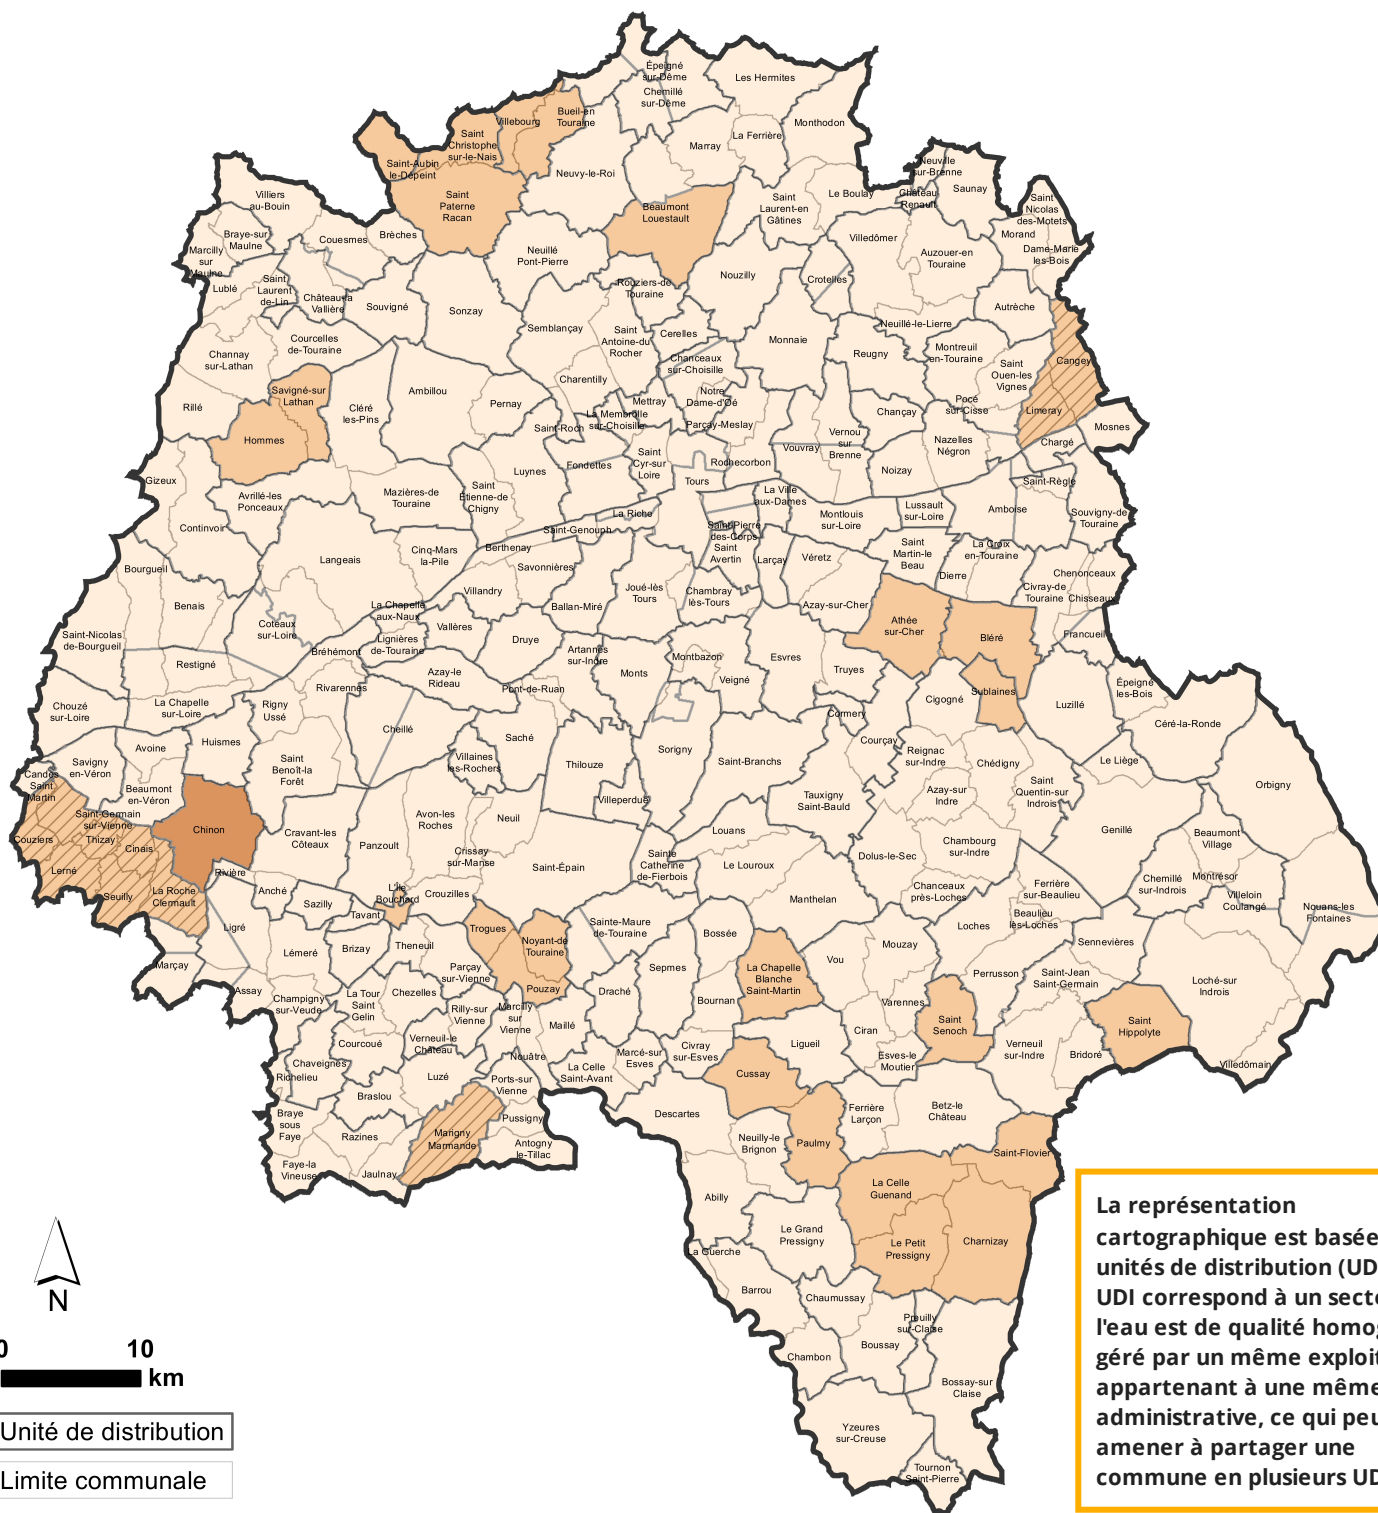 Épeigné
sur-Dême
Les Hermites
Chemillé
sur-Dême
Bueil-en
Touraine
Villebourg
Monthodon
Saint
Christophe
sur-le-Nais
La Ferrière
Marray
Saint-Aubin
le-Dépeint
Neuvy-le-Roi
Neuville
sur-Brenne
Saunay
Château
Renault
Le Boulay
Villiers
au-Bouin
Saint
Paterne
Racan
Beaumont
Louestault
Saint
Laurent-en
Gâtines
Saint
Nicolas
des-Motets
Morand
Brèches
Couesmes
Braye-sur
Maulne
Villedômer
Dame-Marie
les-Bois
Marcilly
sur
Maulne
Neuillé
Pont-Pierre
Auzouer-en
Touraine
Nouzilly
Crotelles
Lublé
Saint
Laurent
de-Lin
Château-la
Vallière
Souvigné
Sonzay
Rouziers-de
Touraine
Autrèche
Semblançay
Saint
Antoine-du
Rocher
Cerelles
Monnaie
Neuillé-le-Lierre
Courcelles
de-Touraine
Channay
sur-Lathan
Chanceaux
sur-Choisille
Reugny
Montreuil
en-Touraine
Saint
Ouen-les
Vignes
Cangey
Charentilly
Savigné-sur
Lathan
Ambillou
Rillé
Cléré
les-Pins
Pernay
Mettray
Notre
Dame-d'Oé
Pocé
sur-Cisse
Limeray
La Membrolle
sur-Choisille
Chançay
Mosnes
Saint-Roch
Parçay-Meslay
Hommes
Vernou
sur
Brenne
Vouvray
Nazelles
Négron
Chargé
Fondettes
Luynes
Saint
Cyr-sur
Loire
Rochecorbon
Noizay
Gizeux
Tours
Saint-Règle
Avrillé-les
Ponceaux
Mazières-de
Touraine
Saint
Étienne-de
Chigny
La Ville
aux-Dames
Montlouis
sur-Loire
Lussault
sur-Loire
Amboise
Souvigny-de
Touraine
La Riche
Continvoir
Saint-Genouph
Saint-Pierre
des-Corps
Saint
Avertin
Berthenay
Cinq-Mars
la-Pile
Langeais
Larçay
Véretz
Saint
Martin-le
Beau
La Croix
en-Touraine
Bourgueil
Savonnières
Dierre
Chenonceaux
Civray-de
Touraine
Chisseaux
Villandry
Joué-lès
Tours
Chambray
lès-Tours
Benais
La Chapelle
aux-Naux
Ballan-Miré
Azay-sur-Cher
Athée
sur-Cher
Bléré
Francueil
Saint-Nicolas
de-Bourgueil
Coteaux
sur-Loire
Lignières
de-Touraine
Vallères
Druye
Bréhémont
Artannes
sur-Indre
Montbazon
Esvres
Restigné
Azay-le
Rideau
Monts
Veigné
Truyes
Rivarennes
Pont-de-Ruan
Sublaines
Cigogné
Épeigné
les-Bois
Luzillé
Chouzé
sur-Loire
La Chapelle
sur-Loire
Rigny
Ussé
Cormery
Cheillé
Céré-la-Ronde
Avoine
Huismes
Saché
Sorigny
Courçay
Reignac
sur-Indre
Savigny
en-Véron
Saint
Benoît-la
Forêt
Villaines
les-Rochers
Thilouze
Saint-Branchs
Chédigny
Le Liège
Candes
Saint
Martin
Beaumont
en-Véron
Azay-sur
Indre
Saint
Quentin-sur
Indrois
Orbigny
Villeperdue
Tauxigny
Saint-Bauld
Saint-Germain
sur-Vienne
Avon-les
Roches
Neuil
Chinon
Cravant-les
Côteaux
Louans
Genillé
Beaumont
Village
Couziers
Thizay
Cinais
Panzoult
Chambourg
sur-Indre
Crissay
sur-Manse
Sainte
Catherine
de-Fierbois
Dolus-le-Sec
Le Louroux
Saint-Épain
Lerné
Rivière
Chemillé
sur-Indrois
Montrésor
Seuilly
La Roche
Clermault
Anché
L'Île
Bouchard
Crouzilles
Chanceaux
près-Loches
Ferrière
sur-Beaulieu
Villeloin
Coulangé
Manthelan
Sazilly
Tavant
Nouans-les
Fontaines
Beaulieu
lès-Loches
Loches
Ligré
Trogues
Noyant-de
Touraine
Sainte-Maure
de-Touraine
Bossée
Sennevières
Lémeré
Brizay
Theneuil
Mouzay
Marçay
Parçay
sur-Vienne
Sepmes
La Chapelle
Blanche
Saint-Martin
Vou
Perrusson
Saint-Jean
Saint-Germain
Loché-sur
Indrois
Pouzay
Assay
Champigny
sur-Veude
La Tour
Saint
Gelin
Chezelles
Draché
Bournan
Varennes
Rilly-sur
Vienne
Marcilly
sur
Vienne
Maillé
Saint
Senoch
Saint
Hippolyte
Ciran
Courcoué
Verneuil-le
Château
Civray
sur-Esves
Ligueil
Verneuil
sur-Indre
Bridoré
Nouâtre
Marcé-sur
Esves
Esves-le
Moutier
Chaveignes
Villedômain
Richelieu
Luzé
La Celle
Saint-Avant
Cussay
Ports-sur
Vienne
Braslou
Braye
sous
Faye
Descartes
Ferrière
Larçon
Betz-le
Château
Pussigny
Razines
Marigny
Marmande
Neuilly-le
Brignon
Paulmy
Antogny
le-Tillac
Saint-Flovier
Faye-la
Vineuse
Jaulnay
La Celle
Guenand
Abilly
Le Grand
Pressigny
Le Petit
Pressigny
Charnizay
La Guerche
Barrou
Chaumussay
Preuilly
sur-Claise
Boussay
Chambon
Bossay-sur
Claise
Yzeures
sur-Creuse
Tournon
Saint-Pierre
N
0 10
km
Unité de distribution
Limite communale
La représentation
cartographique est basée
unités de distribution (UD
UDI correspond à un sect
l'eau est de qualité homog
géré par un même exploit
appartenant à une même
administrative, ce qui peu
amener à partager une
commune en plusieurs UD